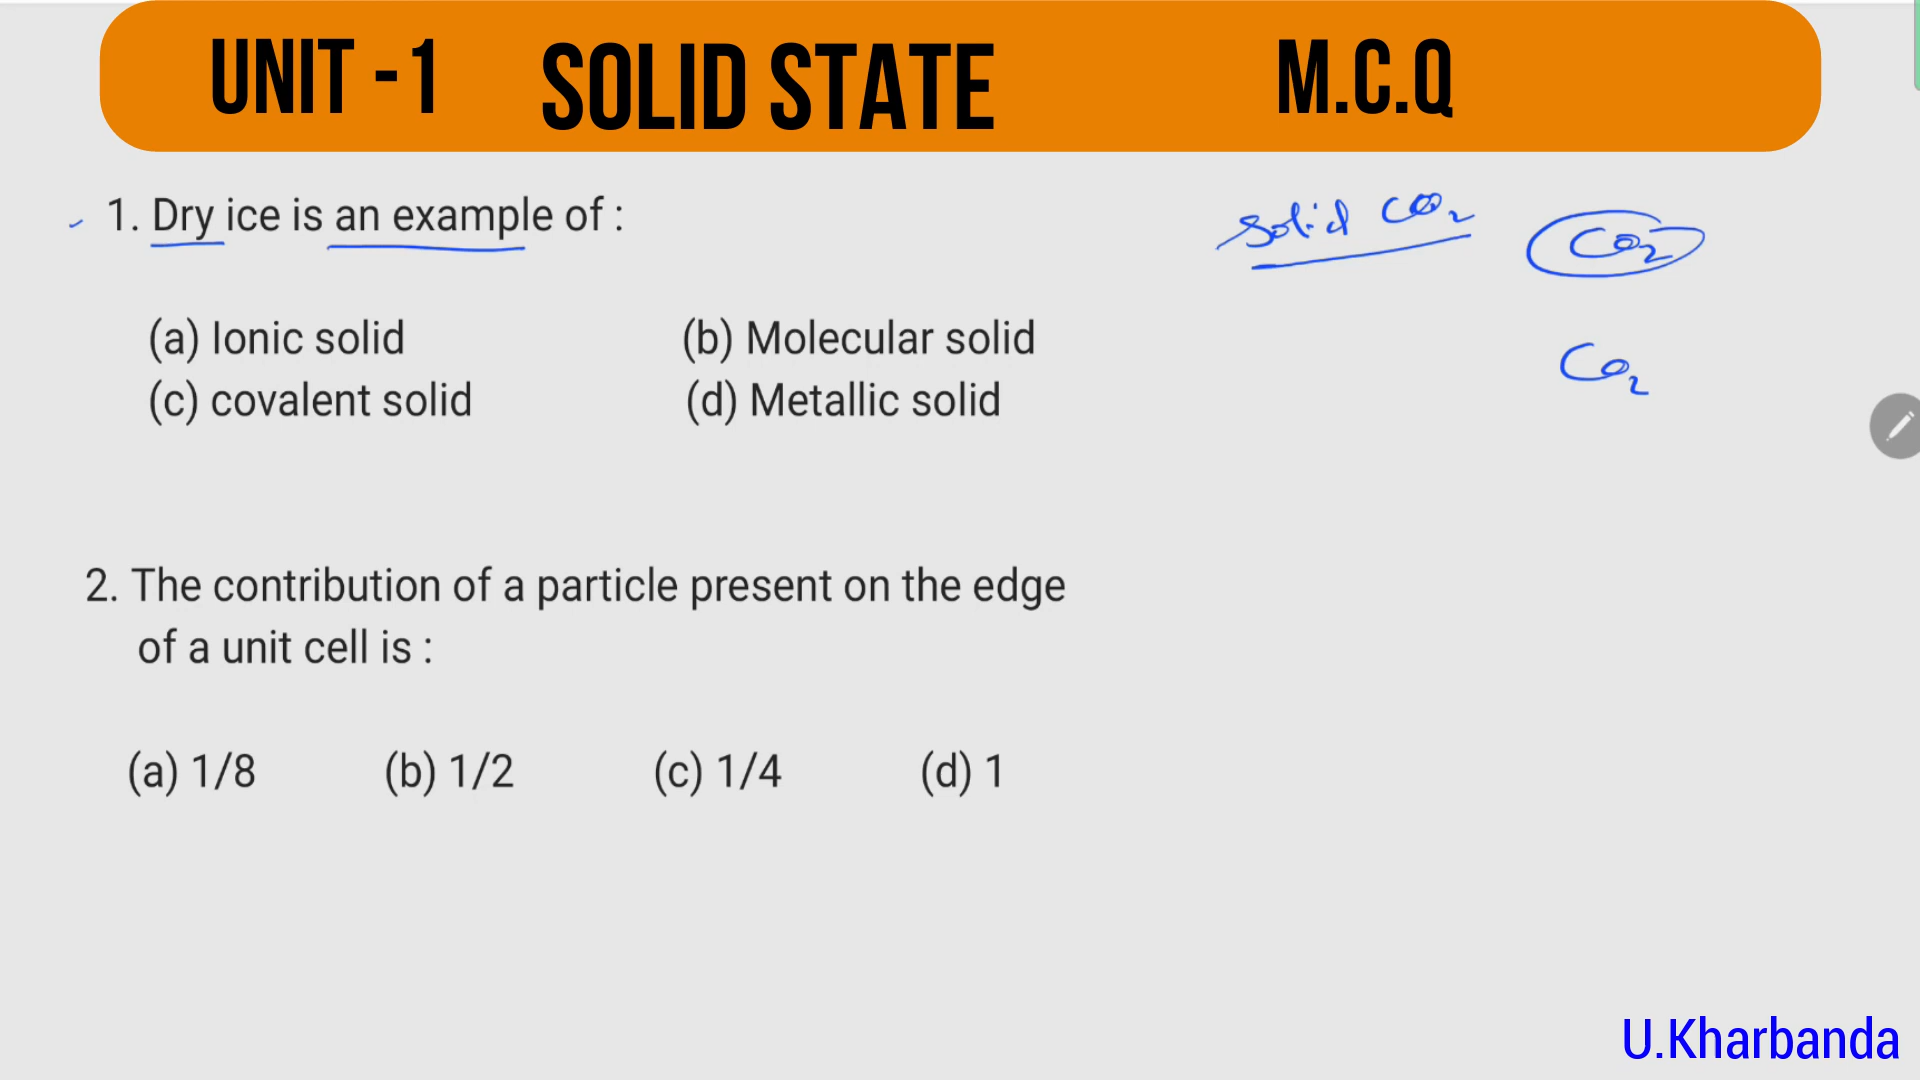 UNIT - 1 SOLID STATE M.C.Q
1. Dry ice is an example of :
solid CO2 CO2
(a) Ionic solid (b) Molecular solid
CO2
(c) covalent solid (d) Metallic solid
2. The contribution of a particle present on the edge
of a unit cell is :
(a) 1/8 (b) 1/2 (c) 1/4 (d) 1
U.Kharbanda